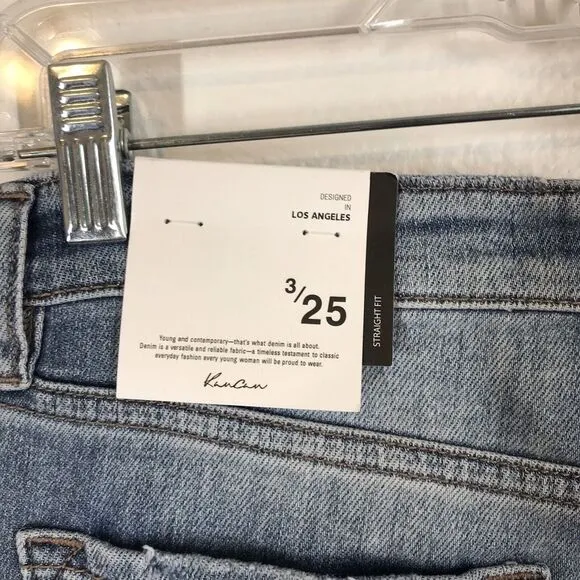 DESIGNED
IN
LOS ANGELES
3/25
STRAIGHT FIT
Young and contemporary—that's what denim is all about.
Denim is a versatile and reliable fabric—a timeless testament to classic
everyday fashion every young woman will be proud to wear.
KanCan